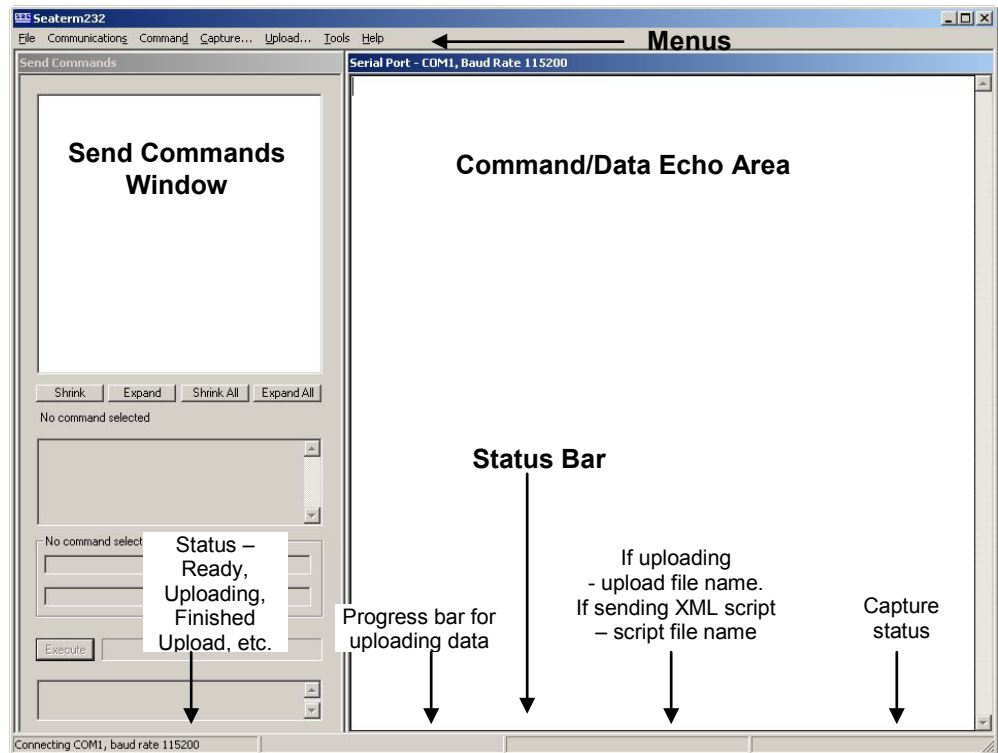 Seaterm232
File Communications Command Capture... Upload... Tools Help
Menus
Send Commands
Serial Port - COM1, Baud Rate 115200
Send Commands
Window
Command/Data Echo Area
Shrink
Expand
Shrink All
Expand All
No command selected
Status Bar
No command selec
Status –
Ready,
Uploading,
Finished
Upload, etc.
Progress bar for
uploading data
If uploading
- upload file name.
If sending XML script
– script file name
Capture
status
Execute
Connecting COM1, baud rate 115200